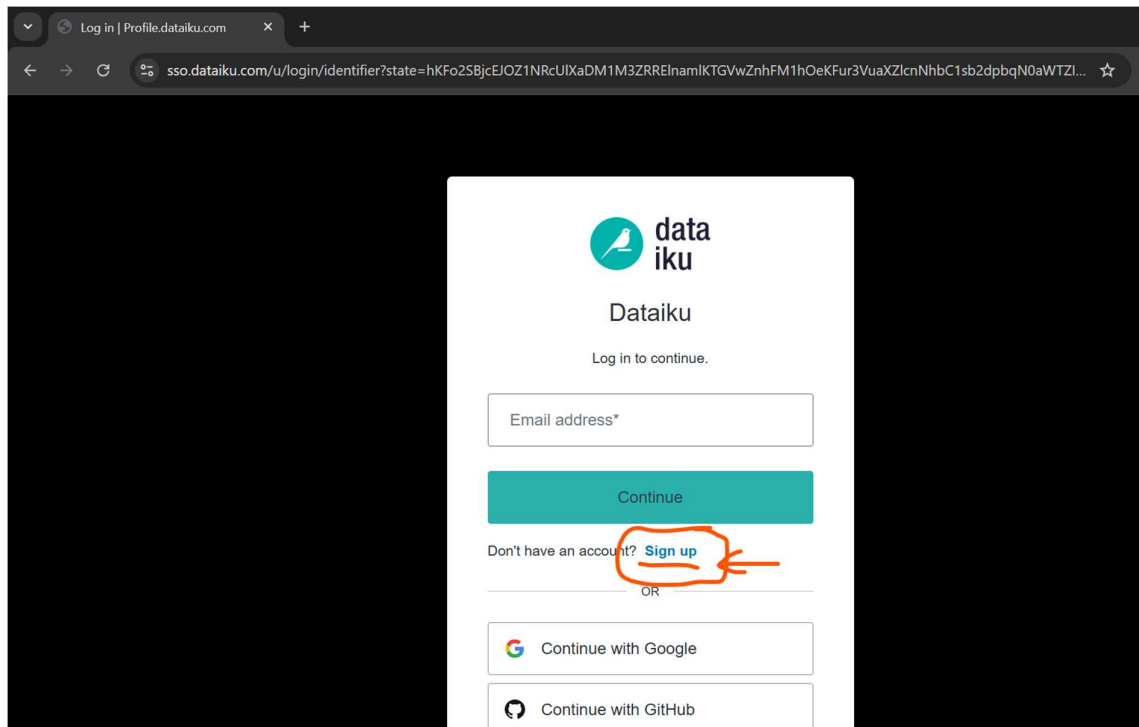 Log in | Profile.dataiku.com
sso.dataiku.com/u/login/identifier?state=hKFo2SBjcEJOZ1NRcUlXaDM1M3ZRRElnamlKTGVwZnhFM1hOeKFur3VuaXZlcnNhbC1sb2dpbqN0aWTZI...
data
iku
Dataiku
Log in to continue.
Email address*
Continue
Don't have an account? Sign up
OR
Continue with Google
Continue with GitHub